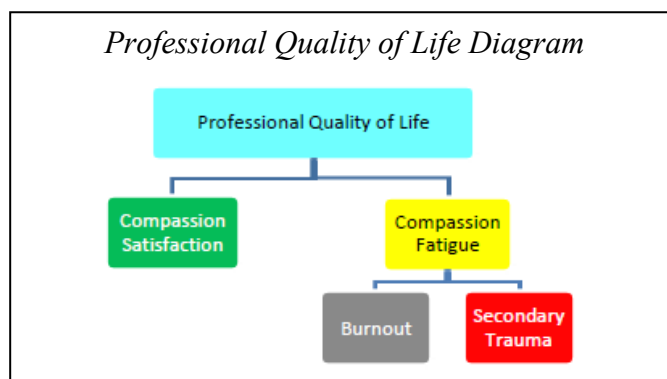 Professional Quality of Life Diagram
Professional Quality of Life
Compassion
Satisfaction
Compassion
Fatigue
Burnout
Secondary
Trauma